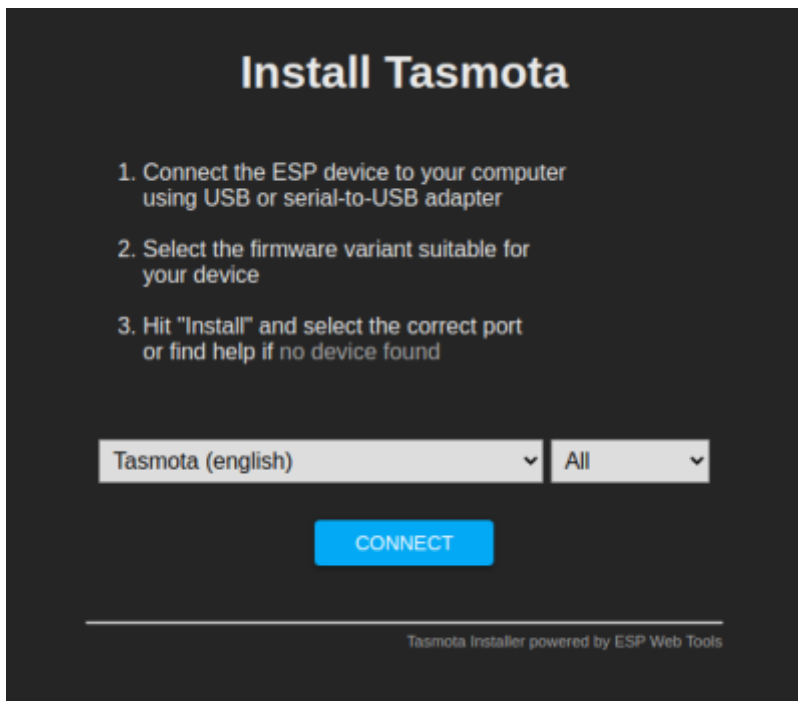 Install Tasmota
1. Connect the ESP device to your computer
using USB or serial-to-USB adapter
2. Select the firmware variant suitable for
your device
3. Hit "Install" and select the correct port
or find help if no device found
Tasmota (english) All
CONNECT
Tasmota Installer powered by ESP Web Tools